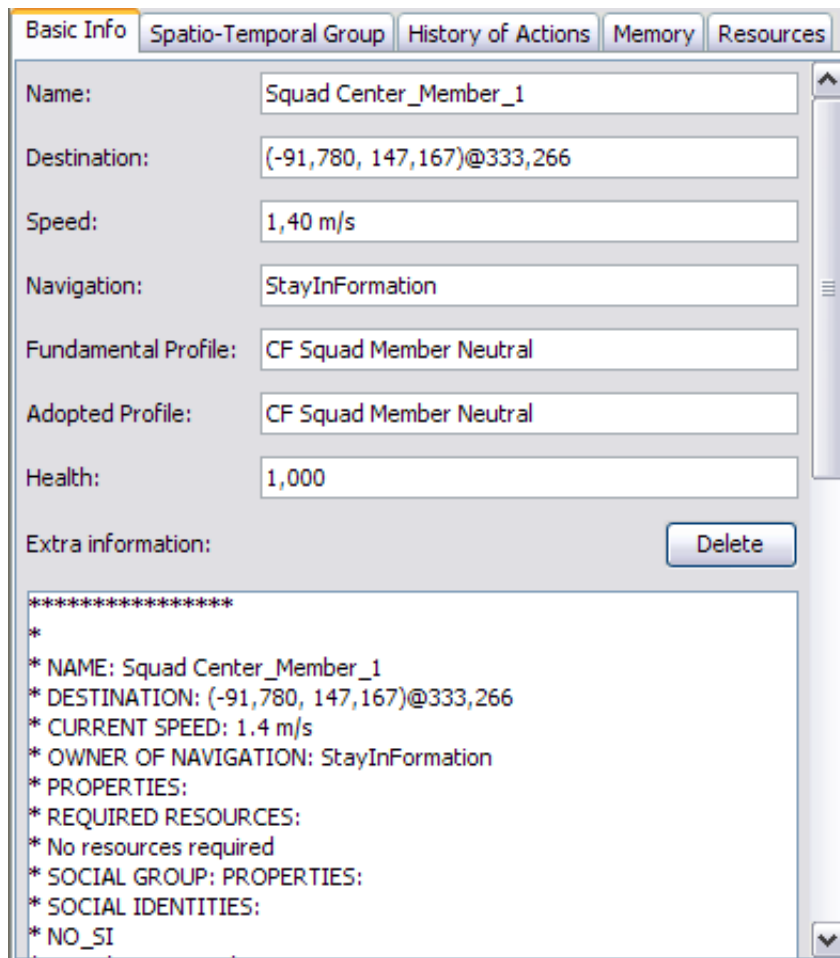 Basic Info Spatio-Temporal Group History of Actions Memory Resources
Name: Squad Center_Member_1
Destination: (-91,780, 147,167)@333,266
Speed: 1,40 m/s
Navigation: StayInFormation
Fundamental Profile: CF Squad Member Neutral
Adopted Profile: CF Squad Member Neutral
Health: 1,000
Extra information: Delete
****************
*
* NAME: Squad Center_Member_1
* DESTINATION: (-91,780, 147,167)@333,266
* CURRENT SPEED: 1.4 m/s
* OWNER OF NAVIGATION: StayInFormation
* PROPERTIES:
* REQUIRED RESOURCES:
* No resources required
* SOCIAL GROUP: PROPERTIES:
* SOCIAL IDENTITIES:
* NO_SI